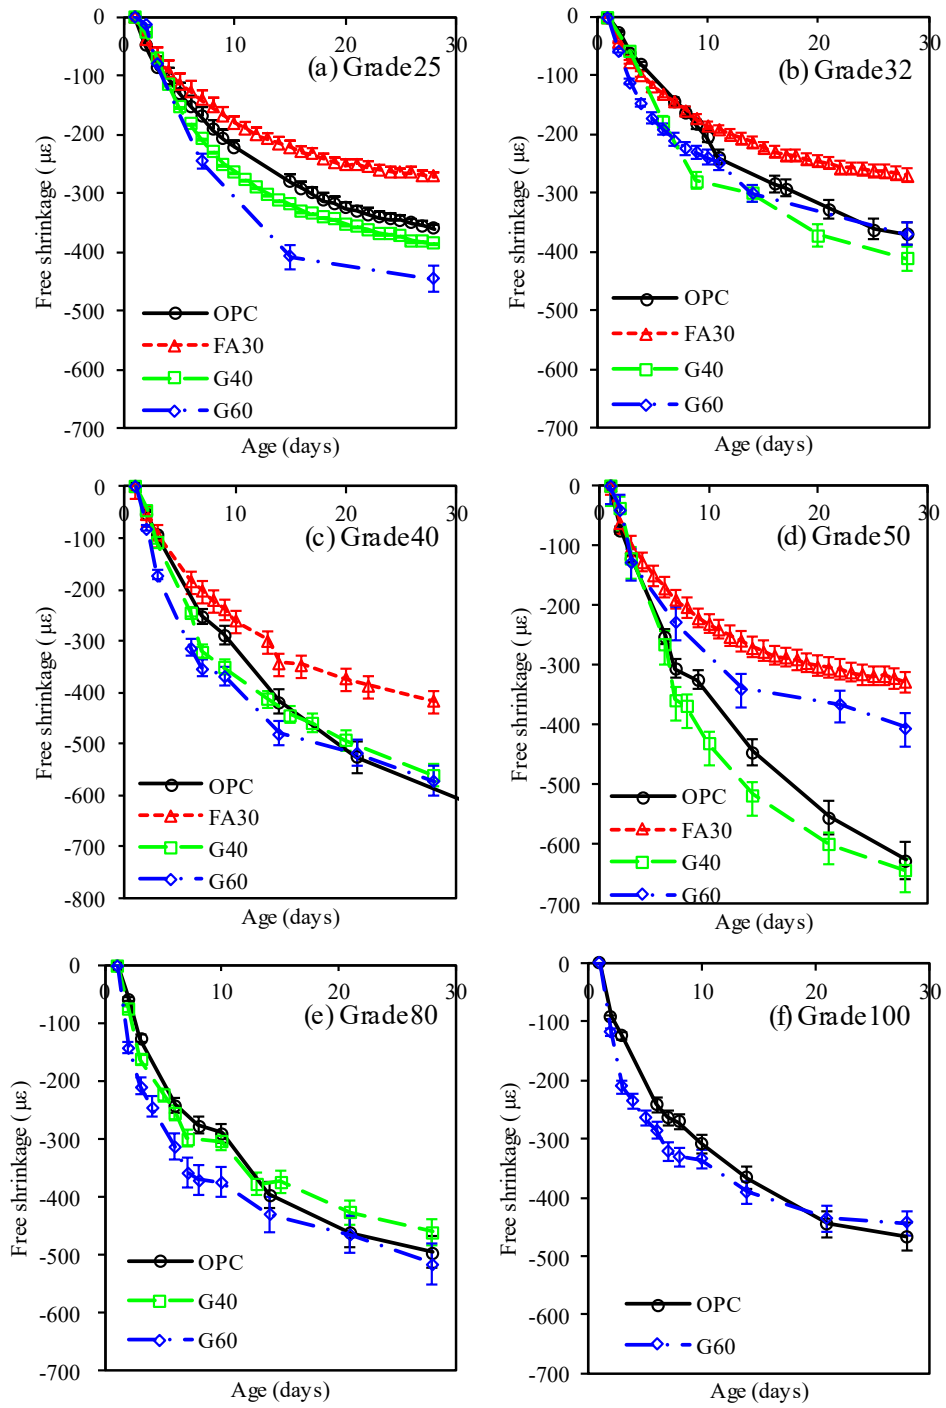 0
0 10 20 30
(a) Grade25
-100
-200
-300
-400
-500
-600
-700
Free shrinkage ( με)
OPC
FA30
G40
G60
Age (days)
0
0 10 20 30
(b) Grade32
-100
-200
-300
-400
-500
-600
-700
Free shrinkage ( με)
OPC
FA30
G40
G60
Age (days)
0
0 10 20 30
(c) Grade40
-100
-200
-300
-400
-500
-600
-700
-800
Free shrinkage ( με)
OPC
FA30
G40
G60
Age (days)
0
0 10 20 30
(d) Grade50
-100
-200
-300
-400
-500
-600
-700
Free shrinkage ( με)
OPC
FA30
G40
G60
Age (days)
0
0 10 20 30
(e) Grade80
-100
-200
-300
-400
-500
-600
-700
Free shrinkage ( με)
OPC
G40
G60
Age (days)
0
0 10 20 30
(f) Grade100
-100
-200
-300
-400
-500
-600
-700
Free shrinkage ( με)
OPC
G60
Age (days)